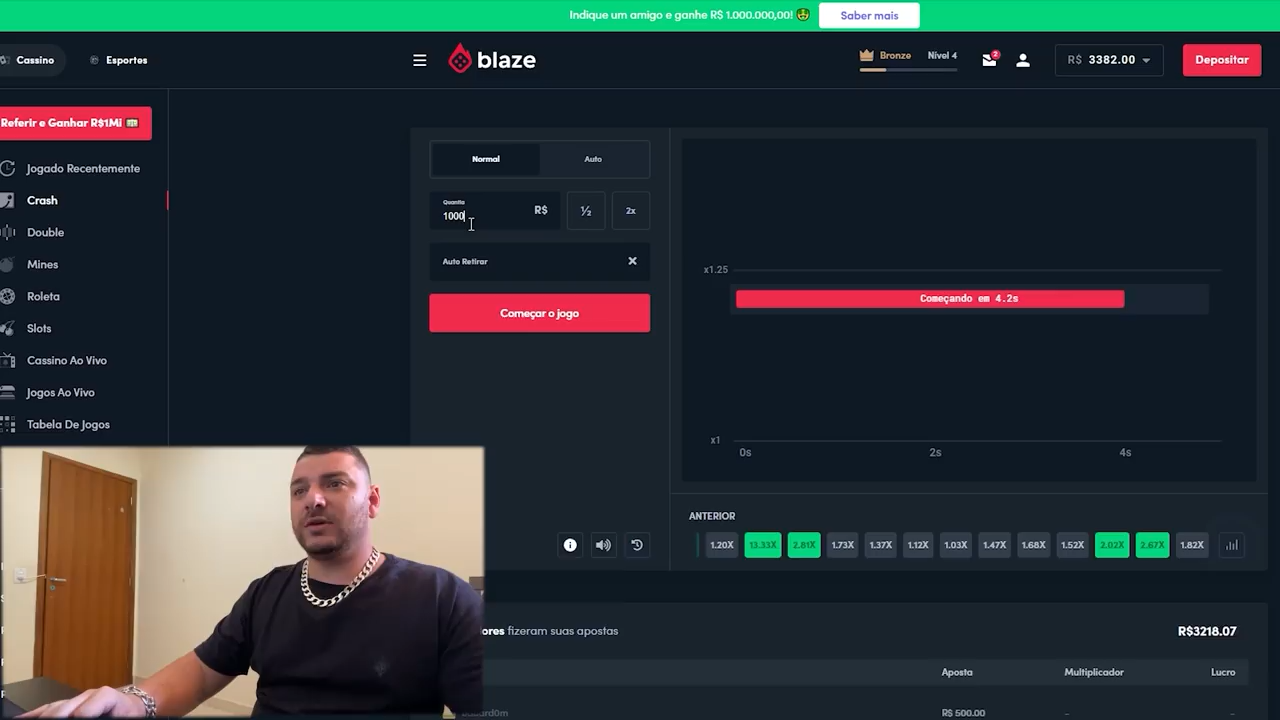 Indique um amigo e ganhe R$ 1.000.000,00! 🤑 Saber mais
Cassino
Esportes
blaze
Bronze
Nível 4
2
R$ 3382.00
Depositar
Referir e Ganhar R$1Mi
Jogado Recentemente
Crash
Double
Mines
Roleta
Slots
Cassino Ao Vivo
Jogos Ao Vivo
Tabela De Jogos
Normal
Auto
Quantia
1000
R$
½
2x
Auto Retirar
Começar o jogo
x1.25
Começando em 4.2s
x1
0s 2s 4s
ANTERIOR
1.20X 13.33X 2.81X 1.73X 1.37X 1.12X 1.03X 1.47X 1.68X 1.52X 2.02X 2.67X 1.82X
ores fizeram suas apostas
R$3218.07
Aposta Multiplicador Lucro
R$ 500.00 - -